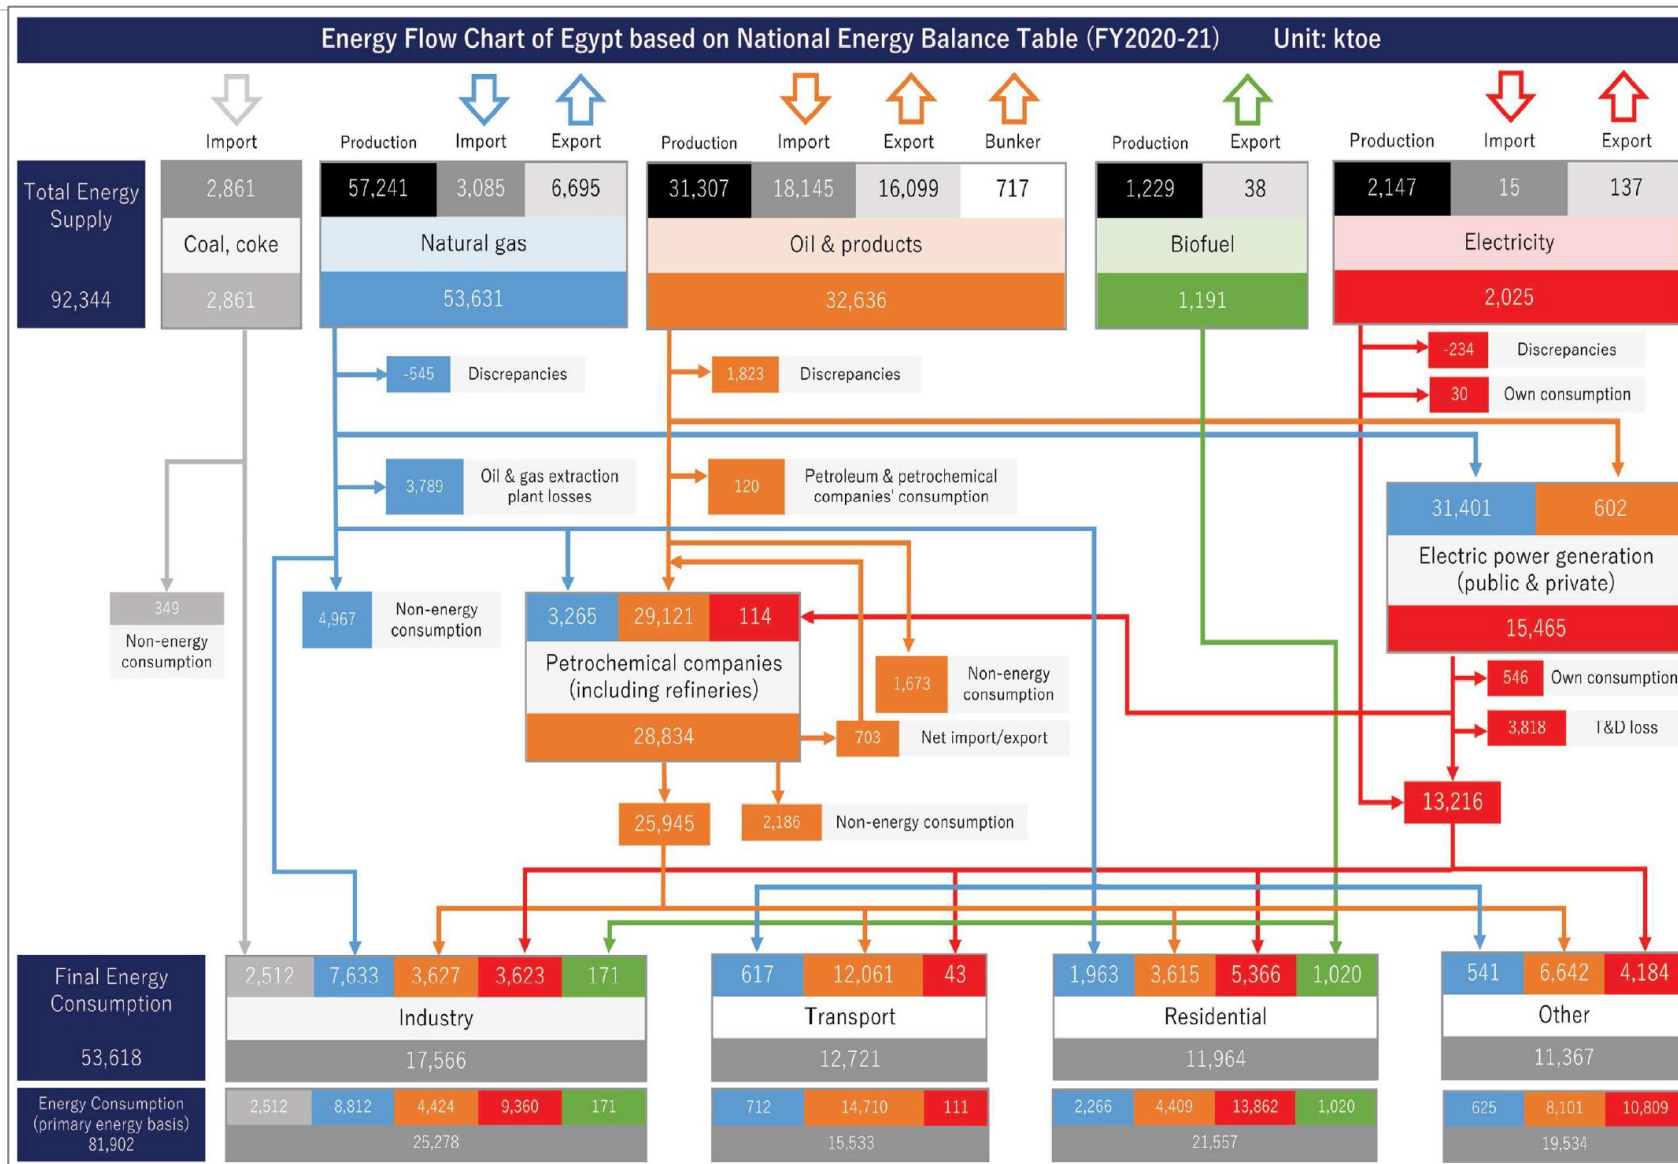 Energy Flow Chart of Egypt based on National Energy Balance Table (FY2020-21) Unit: ktoe
Import
Production Import Export
Production Import Export Bunker
Production Export
Production Import Export
Total Energy
Supply
92,344
2,861
Coal, coke
2,861
57,241 3,085 6,695
Natural gas
53,631
31,307 18,145 16,099 717
Oil & products
32,636
1,229 38
Biofuel
1,191
2,147 15 137
Electricity
2,025
-545 Discrepancies
1,823 Discrepancies
-234 Discrepancies
30 Own consumption
3,789 Oil & gas extraction
plant losses
120 Petroleum & petrochemical
companies' consumption
31,401 602
Electric power generation
(public & private)
15,465
349
Non-energy
consumption
4,967 Non-energy
consumption
3,265 29,121 114
Petrochemical companies
(including refineries)
28,834
1,673 Non-energy
consumption
703 Net import/export
546 Own consumption
3,818 T&D loss
25,945
2,186 Non-energy consumption
13,216
Final Energy
Consumption
53,618
2,512 7,633 3,627 3,623 171
Industry
17,566
617 12,061 43
Transport
12,721
1,963 3,615 5,366 1,020
Residential
11,964
541 6,642 4,184
Other
11,367
Energy Consumption
(primary energy basis)
81,902
2,512 8,812 4,424 9,360 171
25,278
712 14,710 111
15,533
2,266 4,409 13,862 1,020
21,557
625 8,101 10,809
19,534